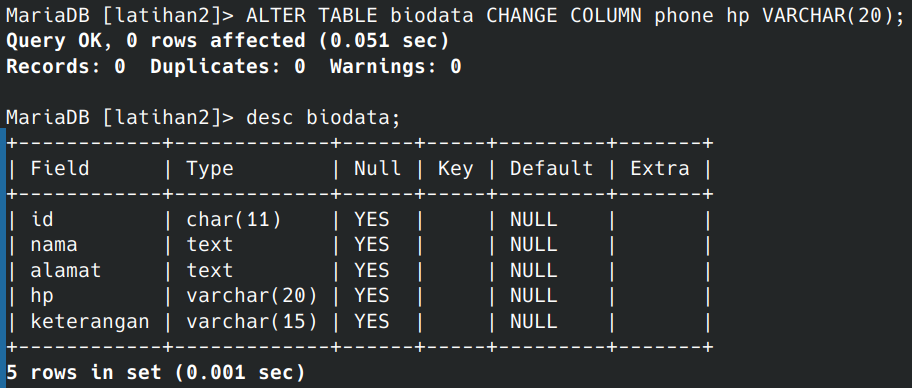 MariaDB [latihan2]> ALTER TABLE biodata CHANGE COLUMN phone hp VARCHAR(20);
Query OK, 0 rows affected (0.051 sec)
Records: 0  Duplicates: 0  Warnings: 0

MariaDB [latihan2]> desc biodata;
+------------+-------------+------+-----+---------+-------+
| Field      | Type        | Null | Key | Default | Extra |
+------------+-------------+------+-----+---------+-------+
| id         | char(11)    | YES  |     | NULL    |       |
| nama       | text        | YES  |     | NULL    |       |
| alamat     | text        | YES  |     | NULL    |       |
| hp         | varchar(20) | YES  |     | NULL    |       |
| keterangan | varchar(15) | YES  |     | NULL    |       |
+------------+-------------+------+-----+---------+-------+
5 rows in set (0.001 sec)